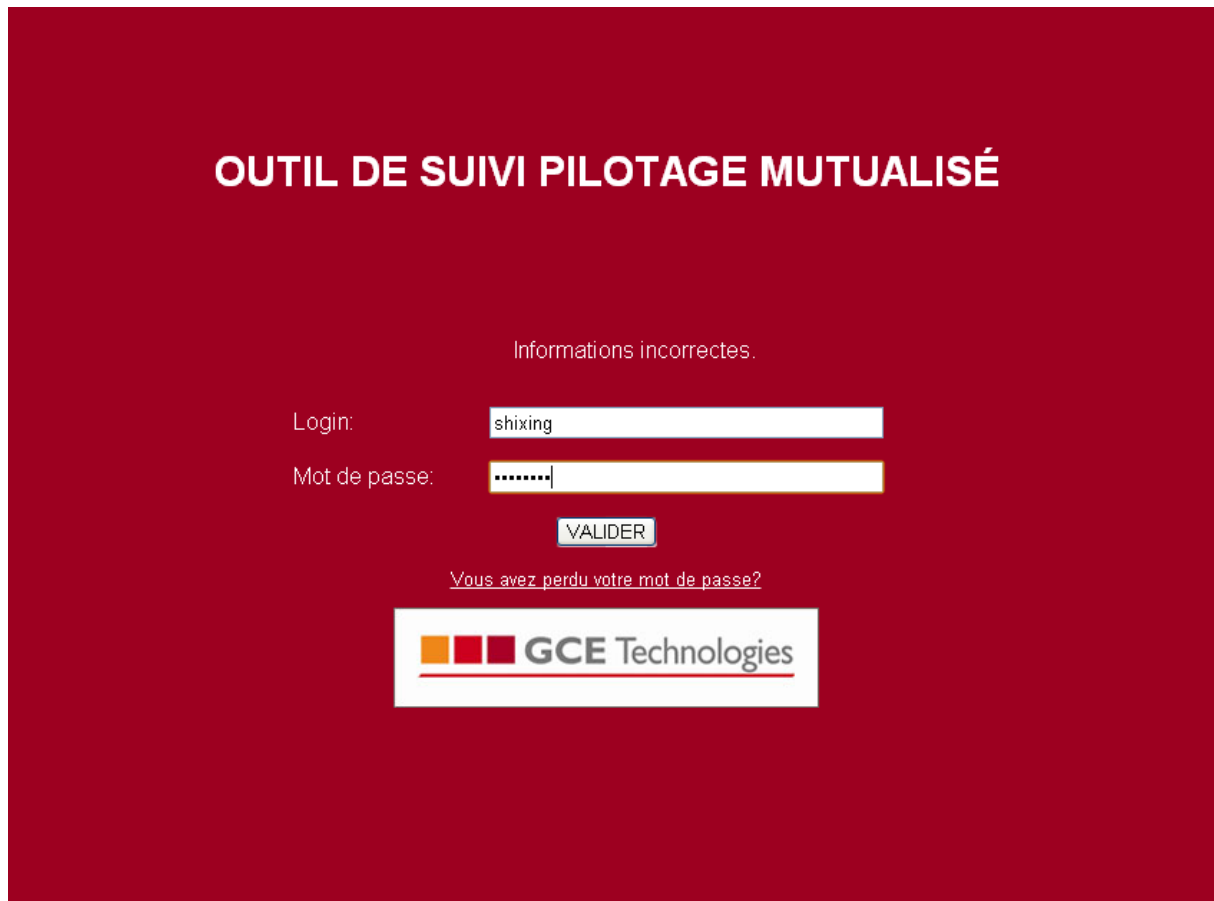 OUTIL DE SUIVI PILOTAGE MUTUALISÉ
Informations incorrectes.
Login: shixing
Mot de passe: ••••••••
VALIDER
Vous avez perdu votre mot de passe?
GCE Technologies